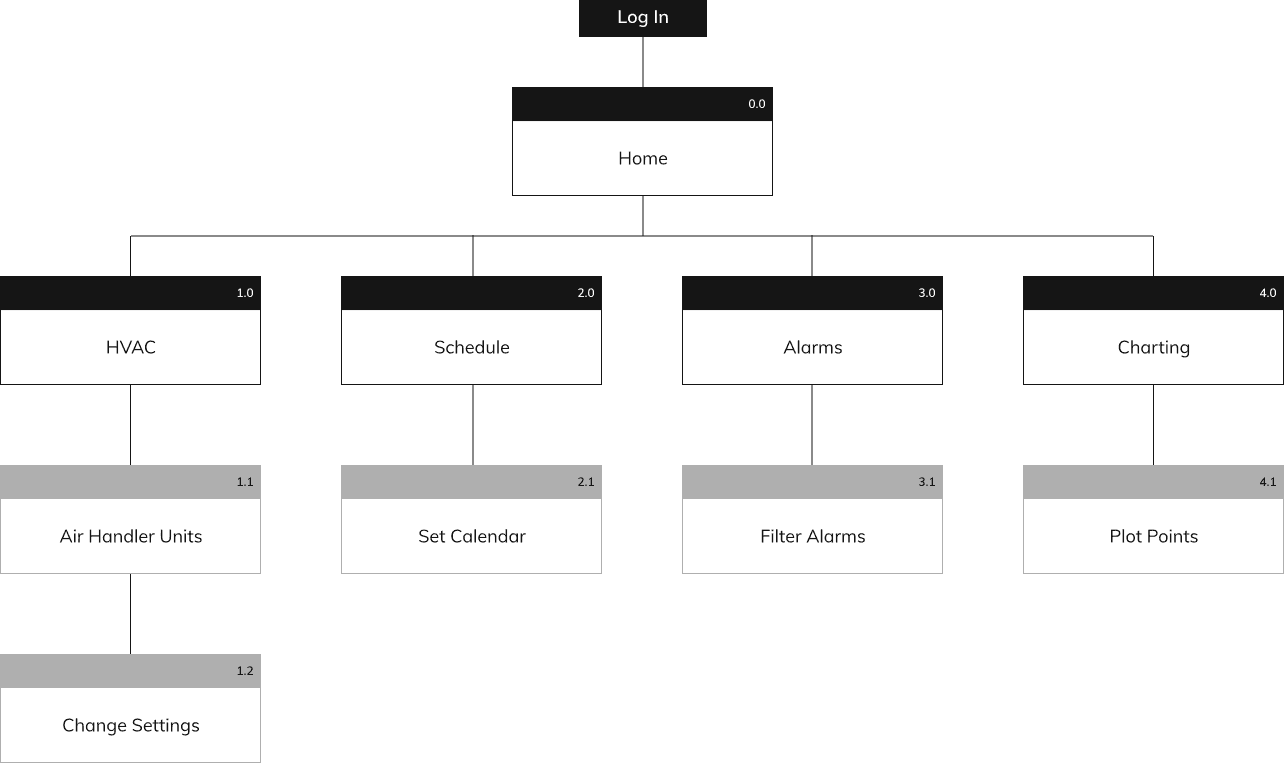 Log In
0.0
Home
1.0
HVAC
2.0
Schedule
3.0
Alarms
4.0
Charting
1.1
Air Handler Units
2.1
Set Calendar
3.1
Filter Alarms
4.1
Plot Points
1.2
Change Settings